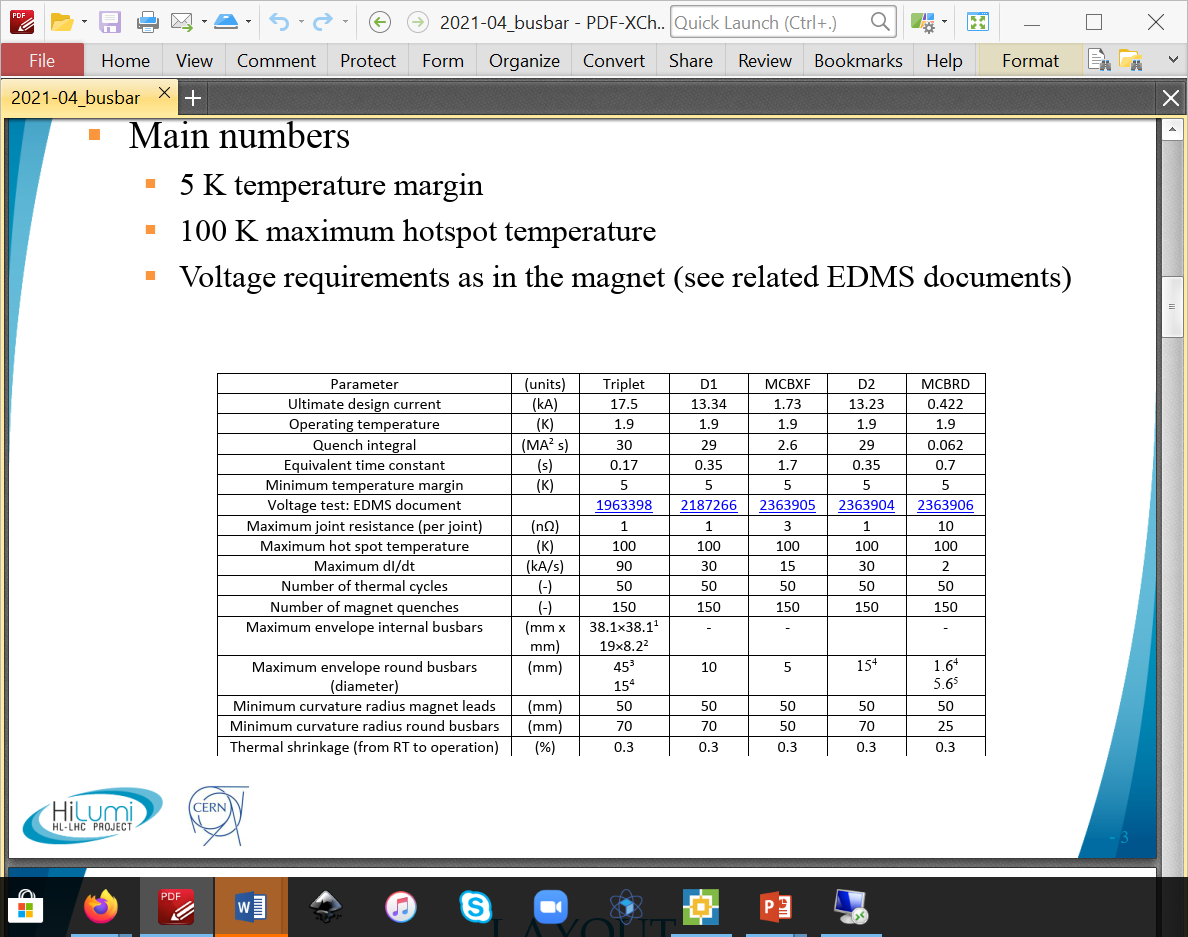 2021-04_busbar - PDF-XCh..
Quick Launch (Ctrl+.)
File Home View Comment Protect Form Organize Convert Share Review Bookmarks Help Format
2021-04_busbar
Main numbers
5 K temperature margin
100 K maximum hotspot temperature
Voltage requirements as in the magnet (see related EDMS documents)
Parameter (units) Triplet D1 MCBXF D2 MCBRD
Ultimate design current (kA) 17.5 13.34 1.73 13.23 0.422
Operating temperature (K) 1.9 1.9 1.9 1.9 1.9
Quench integral (MA² s) 30 29 2.6 29 0.062
Equivalent time constant (s) 0.17 0.35 1.7 0.35 0.7
Minimum temperature margin (K) 5 5 5 5 5
Voltage test: EDMS document 1963398 2187266 2363905 2363904 2363906
Maximum joint resistance (per joint) (nΩ) 1 1 3 1 10
Maximum hot spot temperature (K) 100 100 100 100 100
Maximum dI/dt (kA/s) 90 30 15 30 2
Number of thermal cycles (-) 50 50 50 50 50
Number of magnet quenches (-) 150 150 150 150 150
Maximum envelope internal busbars (mm x 38.1×38.1¹ - - -
mm) 19×8.2²
Maximum envelope round busbars (mm) 45³ 10 5 15⁴ 1.6⁴
(diameter) 15⁴ 5.6⁵
Minimum curvature radius magnet leads (mm) 50 50 50 50 50
Minimum curvature radius round busbars (mm) 70 70 50 70 25
Thermal shrinkage (from RT to operation) (%) 0.3 0.3 0.3 0.3 0.3
HiLumi
HL-LHC PROJECT
CERN
- 3
LAYOUT